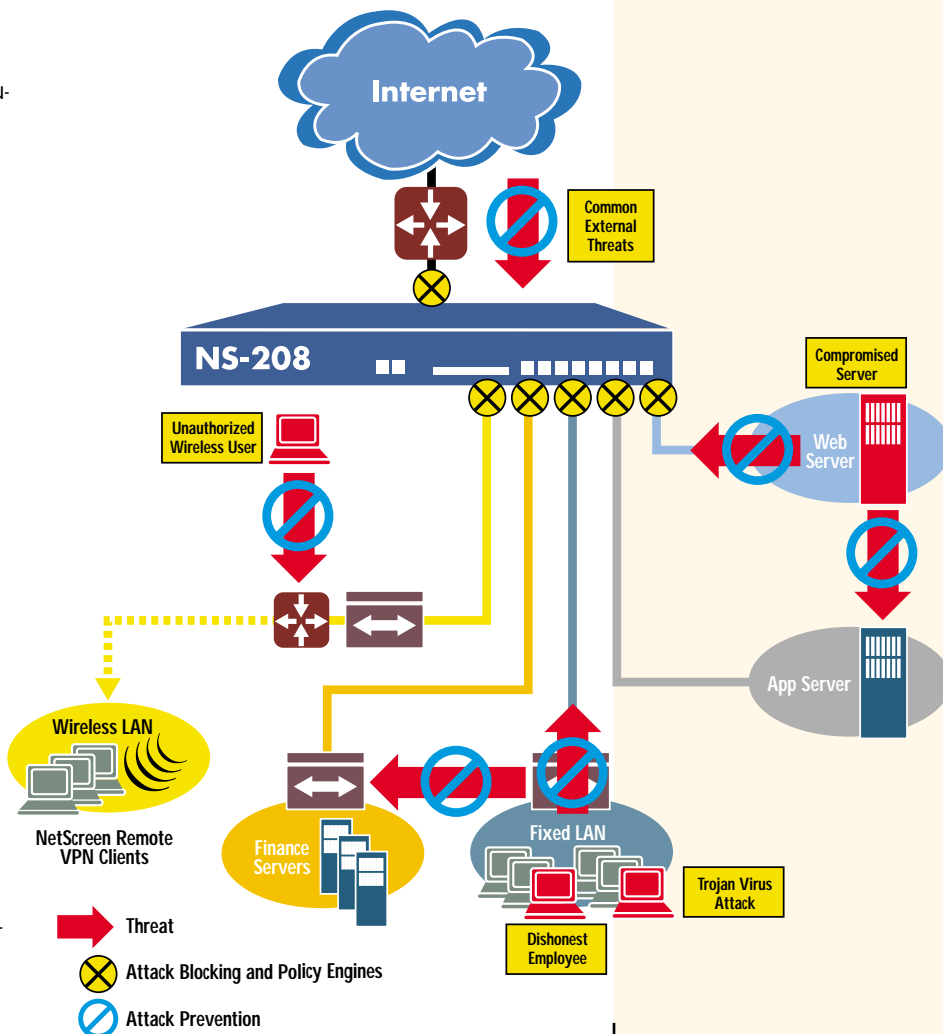 Internet
Common
External
Threats
NS-208
Compromised
Server
Unauthorized
Wireless User
Web
Server
App Server
Wireless LAN
NetScreen Remote
VPN Clients
Finance
Servers
Fixed LAN
Trojan Virus
Attack
Dishonest
Employee
Threat
Attack Blocking and Policy Engines
Attack Prevention